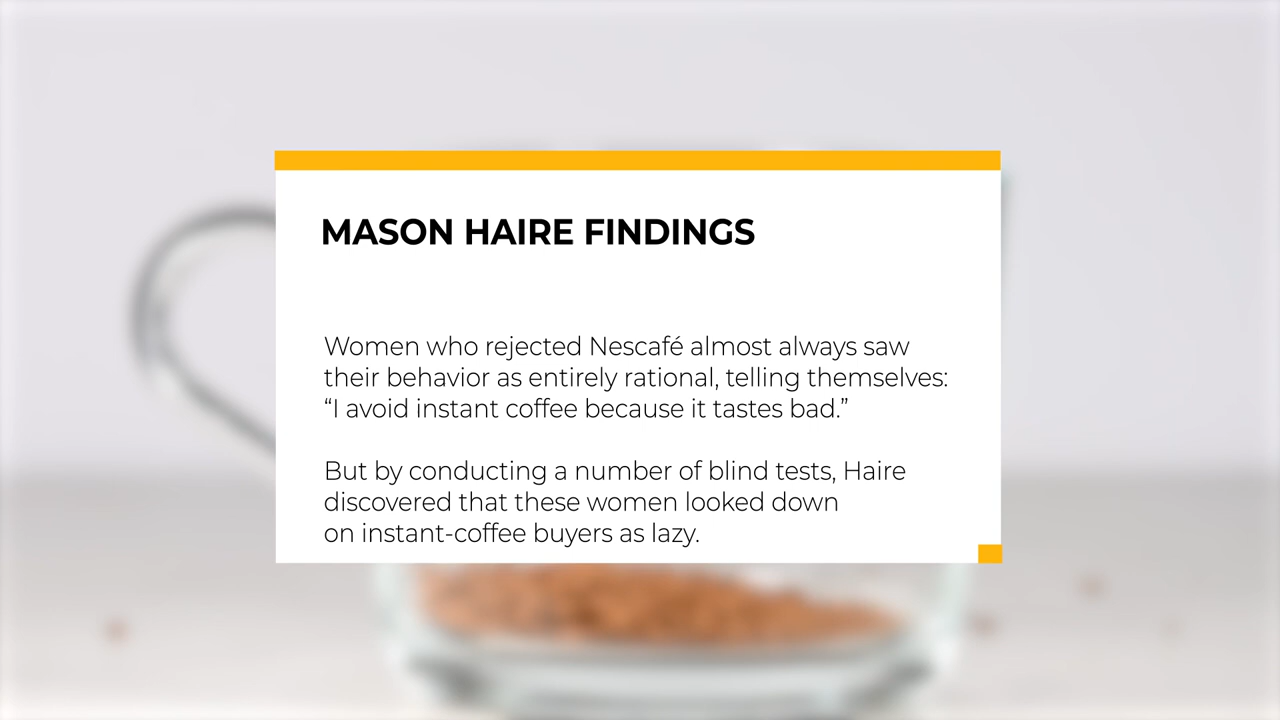 MASON HAIRE FINDINGS
Women who rejected Nescafé almost always saw
their behavior as entirely rational, telling themselves:
“I avoid instant coffee because it tastes bad.”
But by conducting a number of blind tests, Haire
discovered that these women looked down
on instant-coffee buyers as lazy.